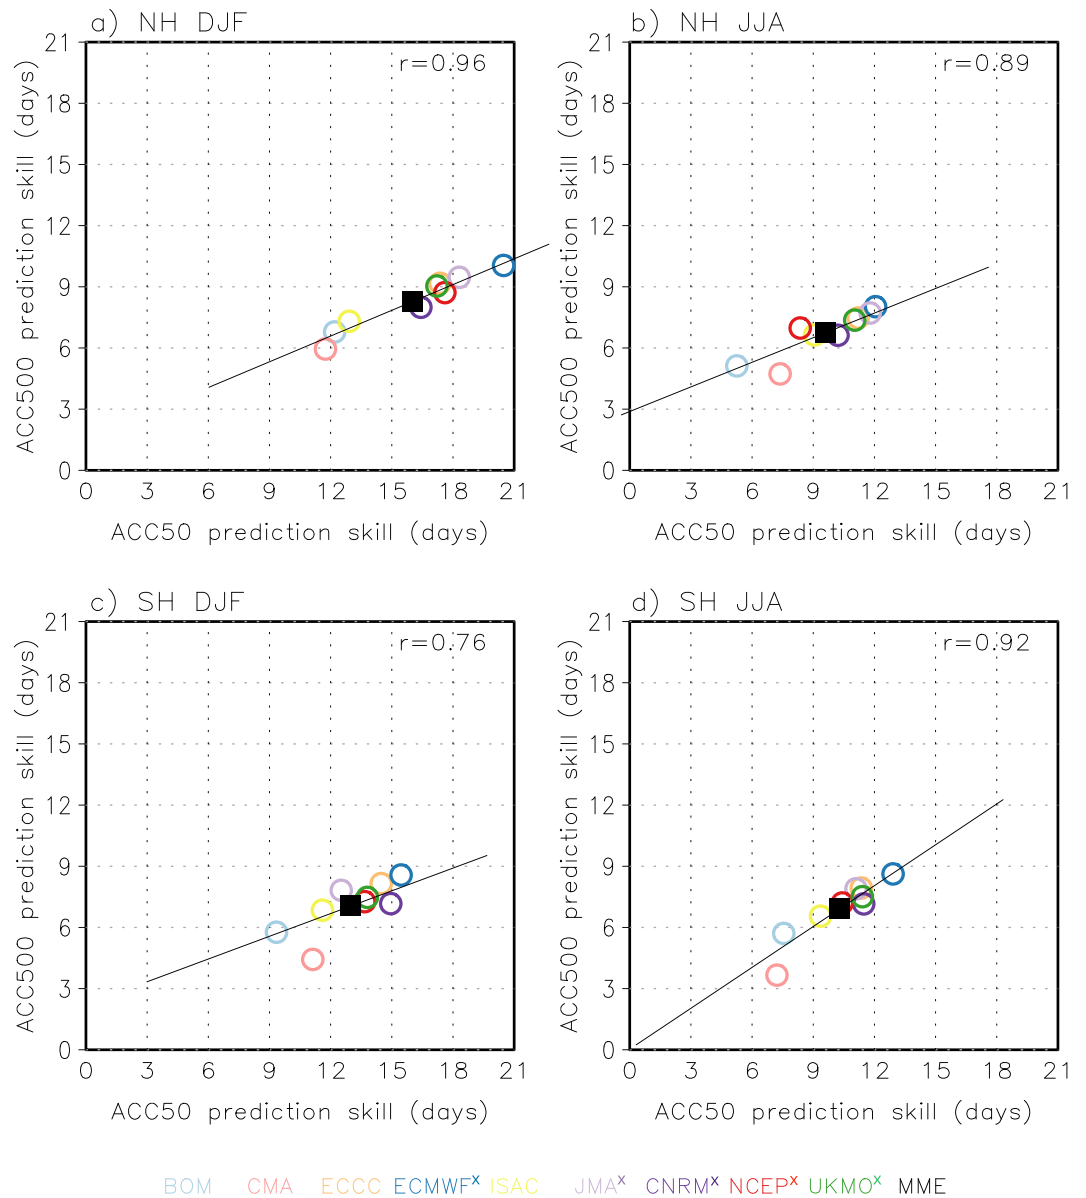 a) NH DJF
b) NH JJA
r=0.96
r=0.89
ACC500 prediction skill (days)
ACC500 prediction skill (days)
21
18
15
12
9
6
3
0
21
18
15
12
9
6
3
0
0 3 6 9 12 15 18 21
0 3 6 9 12 15 18 21
ACC50 prediction skill (days)
ACC50 prediction skill (days)
c) SH DJF
d) SH JJA
r=0.76
r=0.92
ACC500 prediction skill (days)
ACC500 prediction skill (days)
21
18
15
12
9
6
3
0
21
18
15
12
9
6
3
0
0 3 6 9 12 15 18 21
0 3 6 9 12 15 18 21
ACC50 prediction skill (days)
ACC50 prediction skill (days)
BOM CMA ECCC ECMWFˣ ISAC JMAˣ CNRMˣ NCEPˣ UKMOˣ MME